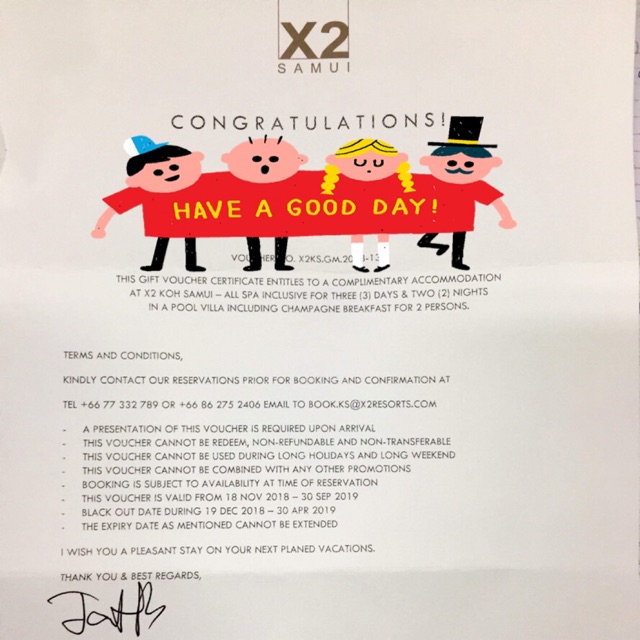 X2
SAMUI
CONGRATULATIONS!
HAVE A GOOD DAY!
NO. X2KS.GM.
THIS GIFT VOUCHER CERTIFICATE ENTITLES TO A COMPLIMENTARY ACCOMMODATION
AT X2 KOH SAMUI – ALL SPA INCLUSIVE FOR THREE (3) DAYS & TWO (2) NIGHTS
IN A POOL VILLA INCLUDING CHAMPAGNE BREAKFAST FOR 2 PERSONS.
TERMS AND CONDITIONS,
KINDLY CONTACT OUR RESERVATIONS PRIOR FOR BOOKING AND CONFIRMATION AT
TEL +66 77 332 789 OR +66 86 275 2406 EMAIL TO BOOK.KS@X2RESORTS.COM
- A PRESENTATION OF THIS VOUCHER IS REQUIRED UPON ARRIVAL
- THIS VOUCHER CANNOT BE REDEEM, NON-REFUNDABLE AND NON-TRANSFERABLE
- THIS VOUCHER CANNOT BE USED DURING LONG HOLIDAYS AND LONG WEEKEND
- THIS VOUCHER CANNOT BE COMBINED WITH ANY OTHER PROMOTIONS
- BOOKING IS SUBJECT TO AVAILABILITY AT TIME OF RESERVATION
- THIS VOUCHER IS VALID FROM 18 NOV 2018 – 30 SEP 2019
- BLACK OUT DATE DURING 19 DEC 2018 – 30 APR 2019
- THE EXPIRY DATE AS MENTIONED CANNOT BE EXTENDED
I WISH YOU A PLEASANT STAY ON YOUR NEXT PLANED VACATIONS.
THANK YOU & BEST REGARDS,